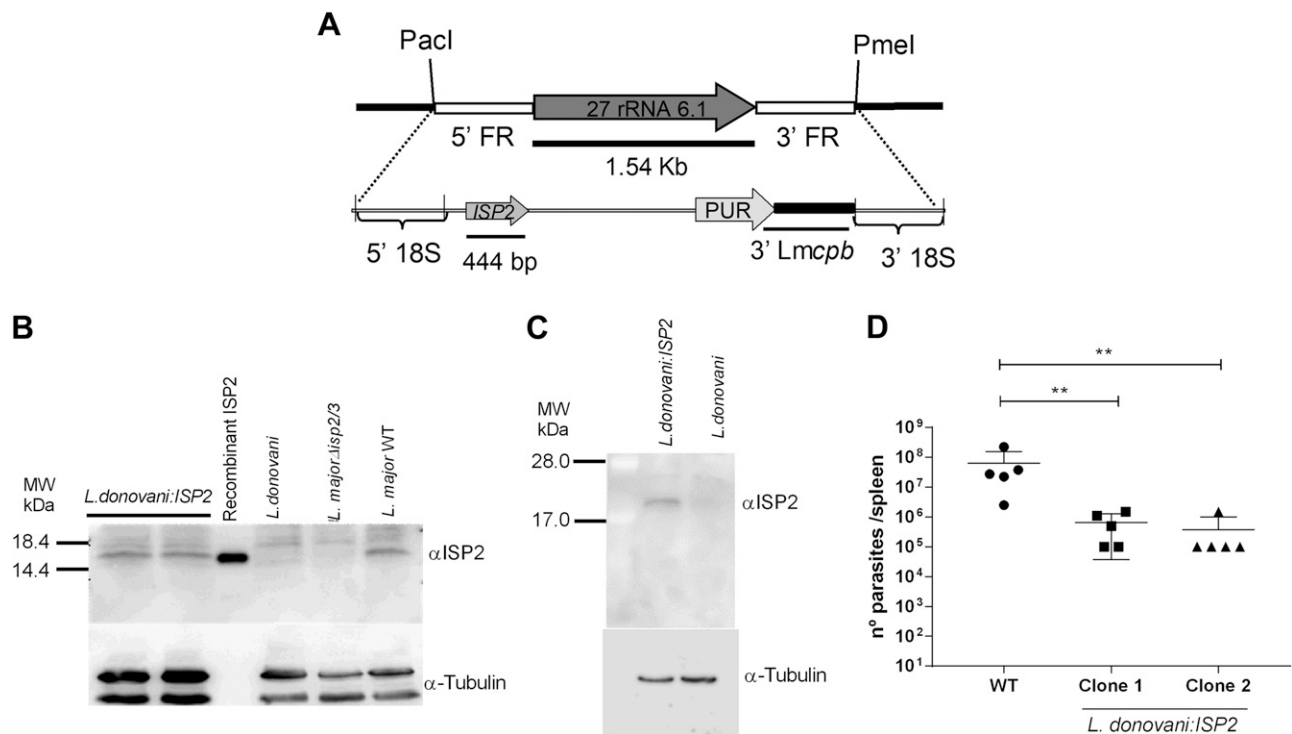 A
PacI
PmeI
27 rRNA 6.1
5' FR
3' FR
1.54 Kb
ISP2
PUR
5' 18S
444 bp
3' Lmcpb
3' 18S
B
MW
kDa
L.donovani:ISP2
Recombinant ISP2
L.donovani
L. major Δisp2/3
L. major WT
18.4
14.4
αISP2
α-Tubulin
C
MW
kDa
L.donovani:ISP2
L.donovani
28.0
17.0
αISP2
α-Tubulin
D
**
**
nº parasites /spleen
10⁹
10⁸
10⁷
10⁶
10⁵
10⁴
10³
10²
10¹
WT
Clone 1
Clone 2
L. donovani:ISP2